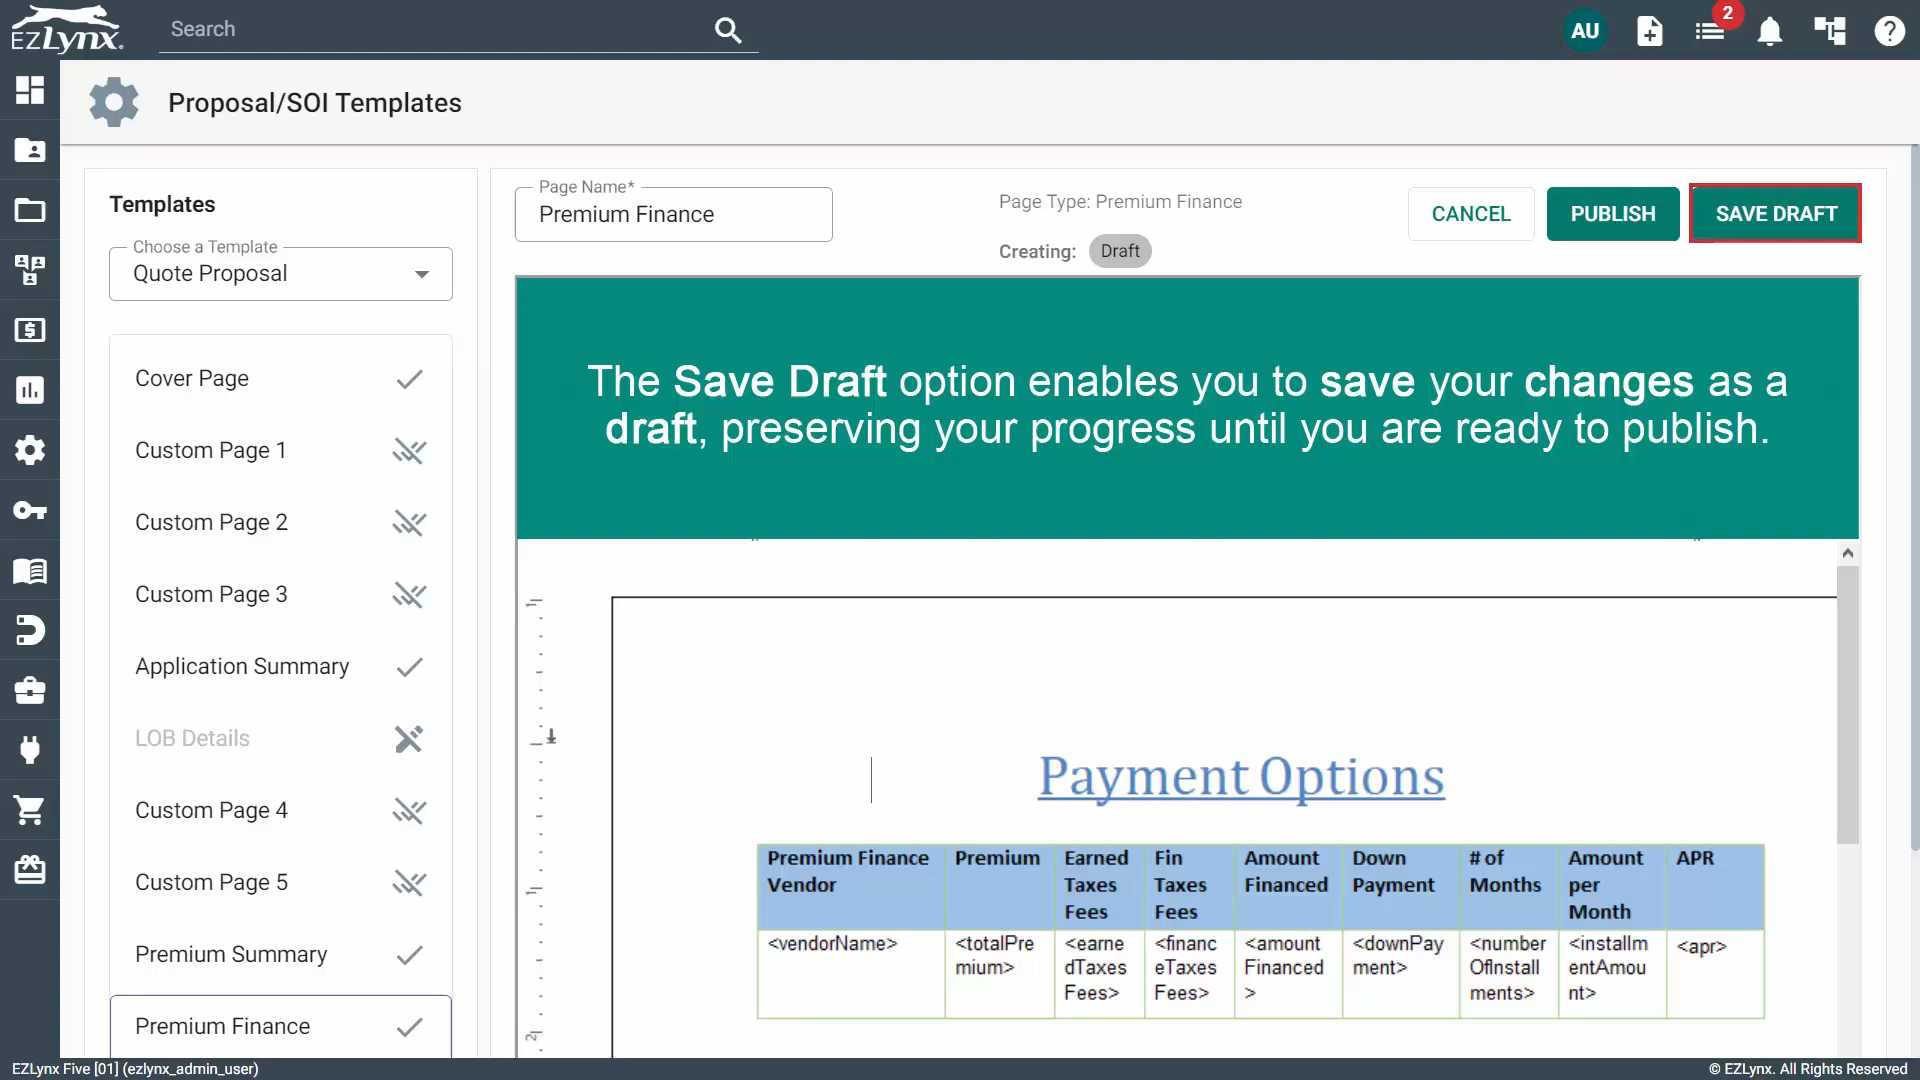 EZLynx.
Search
AU
2
Proposal/SOI Templates
Templates
Choose a Template
Quote Proposal
Cover Page
Custom Page 1
Custom Page 2
Custom Page 3
Application Summary
LOB Details
Custom Page 4
Custom Page 5
Premium Summary
Premium Finance
Page Name*
Premium Finance
Page Type: Premium Finance
Creating: Draft
CANCEL
PUBLISH
SAVE DRAFT
The Save Draft option enables you to save your changes as a
draft, preserving your progress until you are ready to publish.
1
1
2
Payment Options
Premium Finance Vendor
Premium
Earned Taxes Fees
Fin Taxes Fees
Amount Financed
Down Payment
# of Months
Amount per Month
APR
<vendorName>
<totalPremium>
<earnedTaxesFees>
<financeTaxesFees>
<amountFinanced>
<downPayment>
<numberOfInstallments>
<installmentAmount>
<apr>
EZLynx Five [01] (ezlynx_admin_user)
© EZLynx. All Rights Reserved